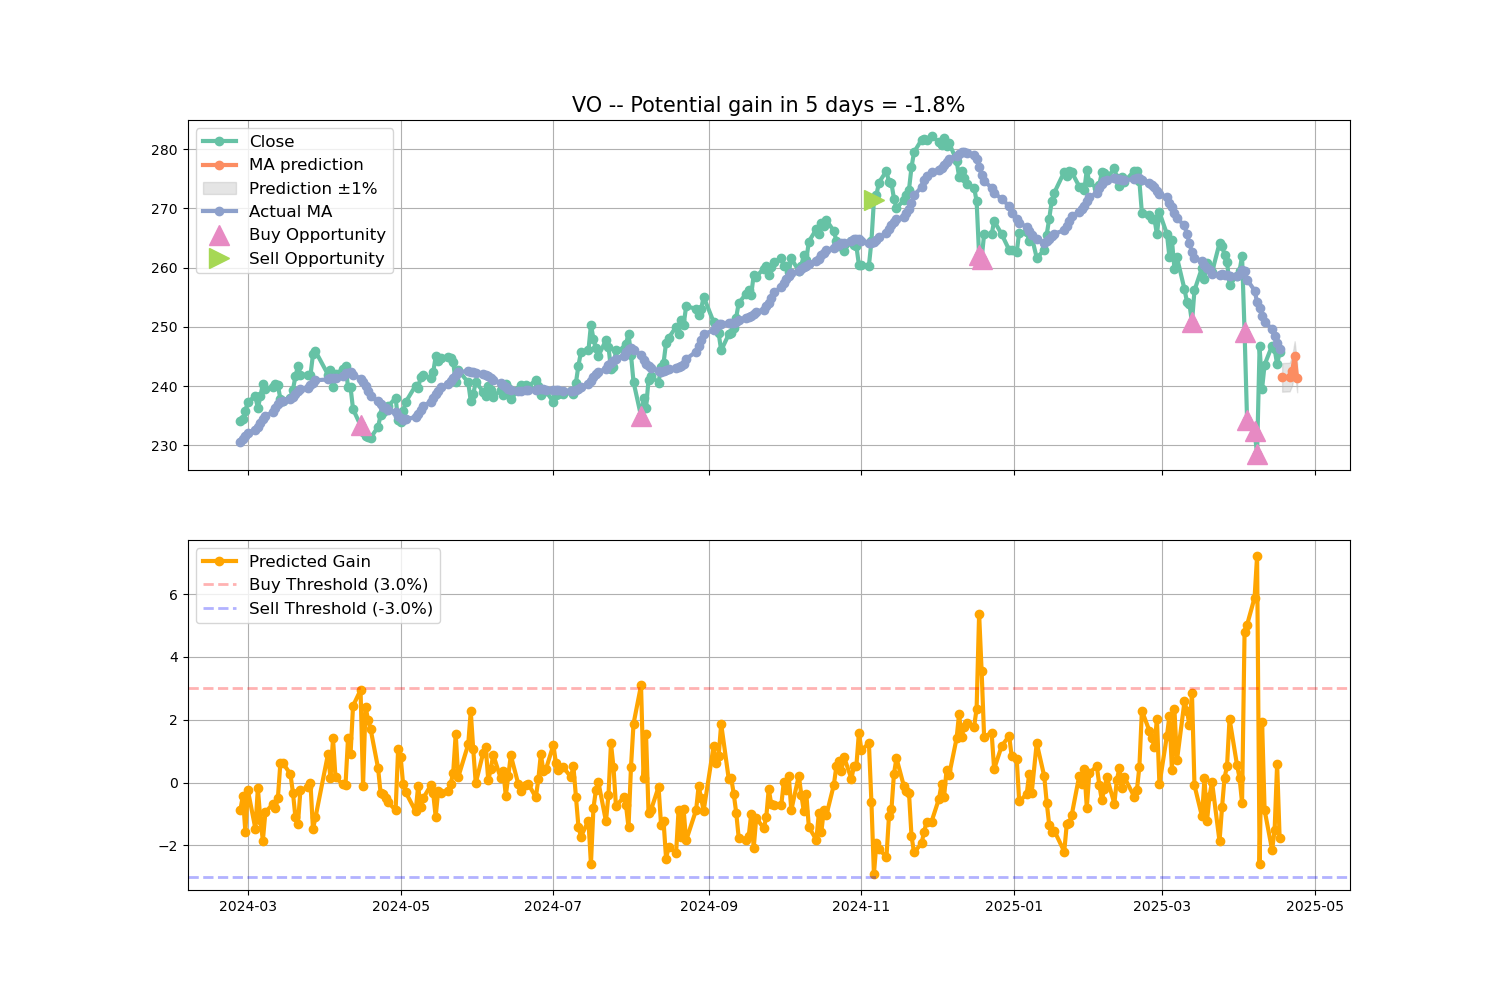 VO -- Potential gain in 5 days = -1.8%
Close
MA prediction
Prediction ±1%
Actual MA
Buy Opportunity
Sell Opportunity
280
270
260
250
240
230
Predicted Gain
Buy Threshold (3.0%)
Sell Threshold (-3.0%)
6
4
2
0
−2
2024-03
2024-05
2024-07
2024-09
2024-11
2025-01
2025-03
2025-05